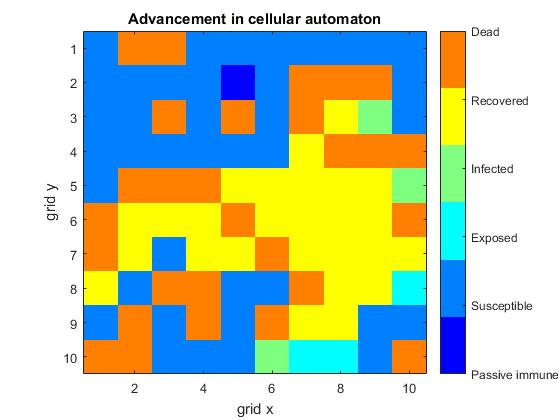 Advancement in cellular automaton
grid y
1
2
3
4
5
6
7
8
9
10
2
4
6
8
10
grid x
Dead
Recovered
Infected
Exposed
Susceptible
Passive immune